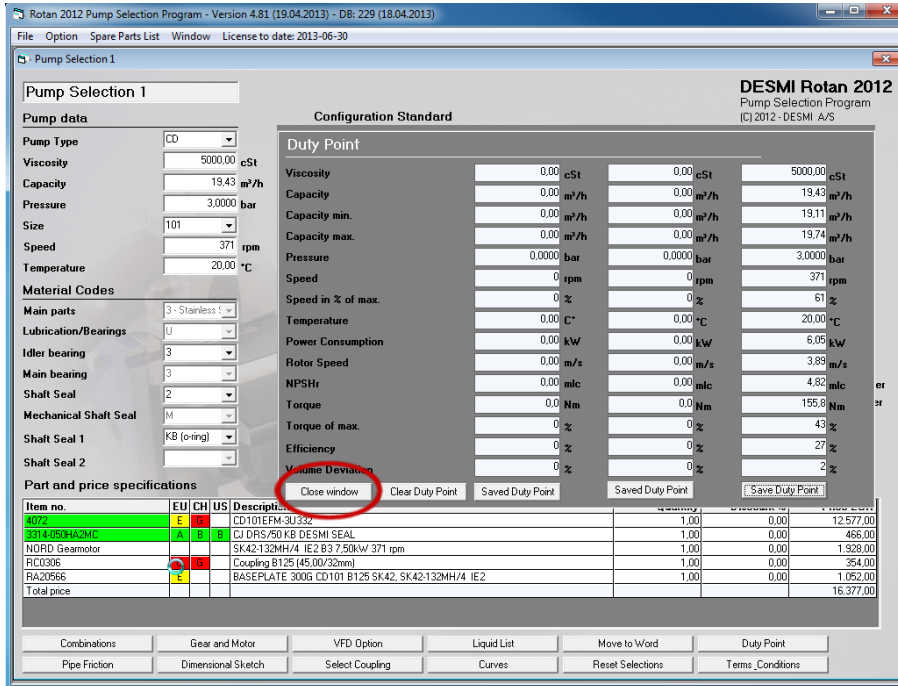 Rotan 2012 Pump Selection Program - Version 4.81 (19.04.2013) - DB: 229 (18.04.2013)
File Option Spare Parts List Window License to date: 2013-06-30
Pump Selection 1
Pump Selection 1
DESMI Rotan 2012
Pump Selection Program
(C) 2012 - DESMI A/S
Pump data
Configuration Standard
Pump Type CD
Viscosity 5000,00 cSt
Capacity 19,43 m³/h
Pressure 3,0000 bar
Size 101
Speed 371 rpm
Temperature 20,00 °C
Material Codes
Main parts 3 - Stainless
Lubrication/Bearings U
Idler bearing 3
Main bearing 3
Shaft Seal 2
Mechanical Shaft Seal M
Shaft Seal 1 KB (o-ring)
Shaft Seal 2
Duty Point
Viscosity 0,00 cSt 0,00 cSt 5000,00 cSt
Capacity 0,00 m³/h 0,00 m³/h 19,43 m³/h
Capacity min. 0,00 m³/h 0,00 m³/h 19,11 m³/h
Capacity max. 0,00 m³/h 0,00 m³/h 19,74 m³/h
Pressure 0,0000 bar 0,0000 bar 3,0000 bar
Speed 0 rpm 0 rpm 371 rpm
Speed in % of max. 0 % 0 % 61 %
Temperature 0,00 C° 0,00 °C 20,00 °C
Power Consumption 0,00 kW 0,00 kW 6,05 kW
Rotor Speed 0,00 m/s 0,00 m/s 3,89 m/s
NPSHr 0,00 mlc 0,00 mlc 4,82 mlc
Torque 0,0 Nm 0,0 Nm 155,8 Nm
Torque of max. 0 % 0 % 43 %
Efficiency 0 % 0 % 27 %
Volume Deviation 0 % 0 % 2 %
Close window Clear Duty Point Saved Duty Point Saved Duty Point Save Duty Point
Part and price specifications
Item no. EU CH US
4072 E G CD101EFM-3U332 1,00 0,00 12.577,00
3314-050HA2MC A B B CJ DRS/50 KB DESMI SEAL 1,00 0,00 466,00
NORD Gearmotor SK42-132MH/4 IE2 B3 7,50kW 371 rpm 1,00 0,00 1.928,00
RC0306 G Coupling B125 (45,00/32mm) 1,00 0,00 354,00
RA20566 E BASEPLATE 300G CD101 B125 SK42, SK42-132MH/4 IE2 1,00 0,00 1.052,00
Total price 16.377,00
Combinations Gear and Motor VFD Option Liquid List Move to Word Duty Point
Pipe Friction Dimensional Sketch Select Coupling Curves Reset Selections Terms_Conditions